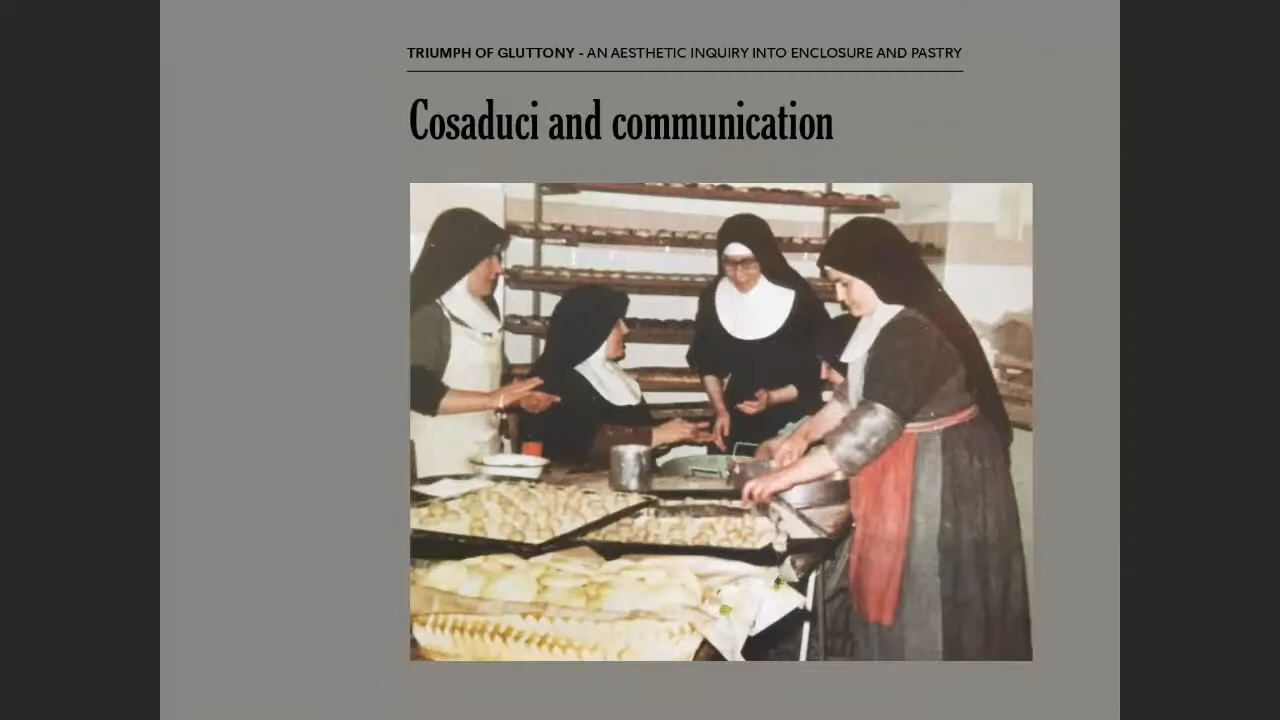 TRIUMPH OF GLUTTONY - AN AESTHETIC INQUIRY INTO ENCLOSURE AND PASTRY
Cosaduci and communication